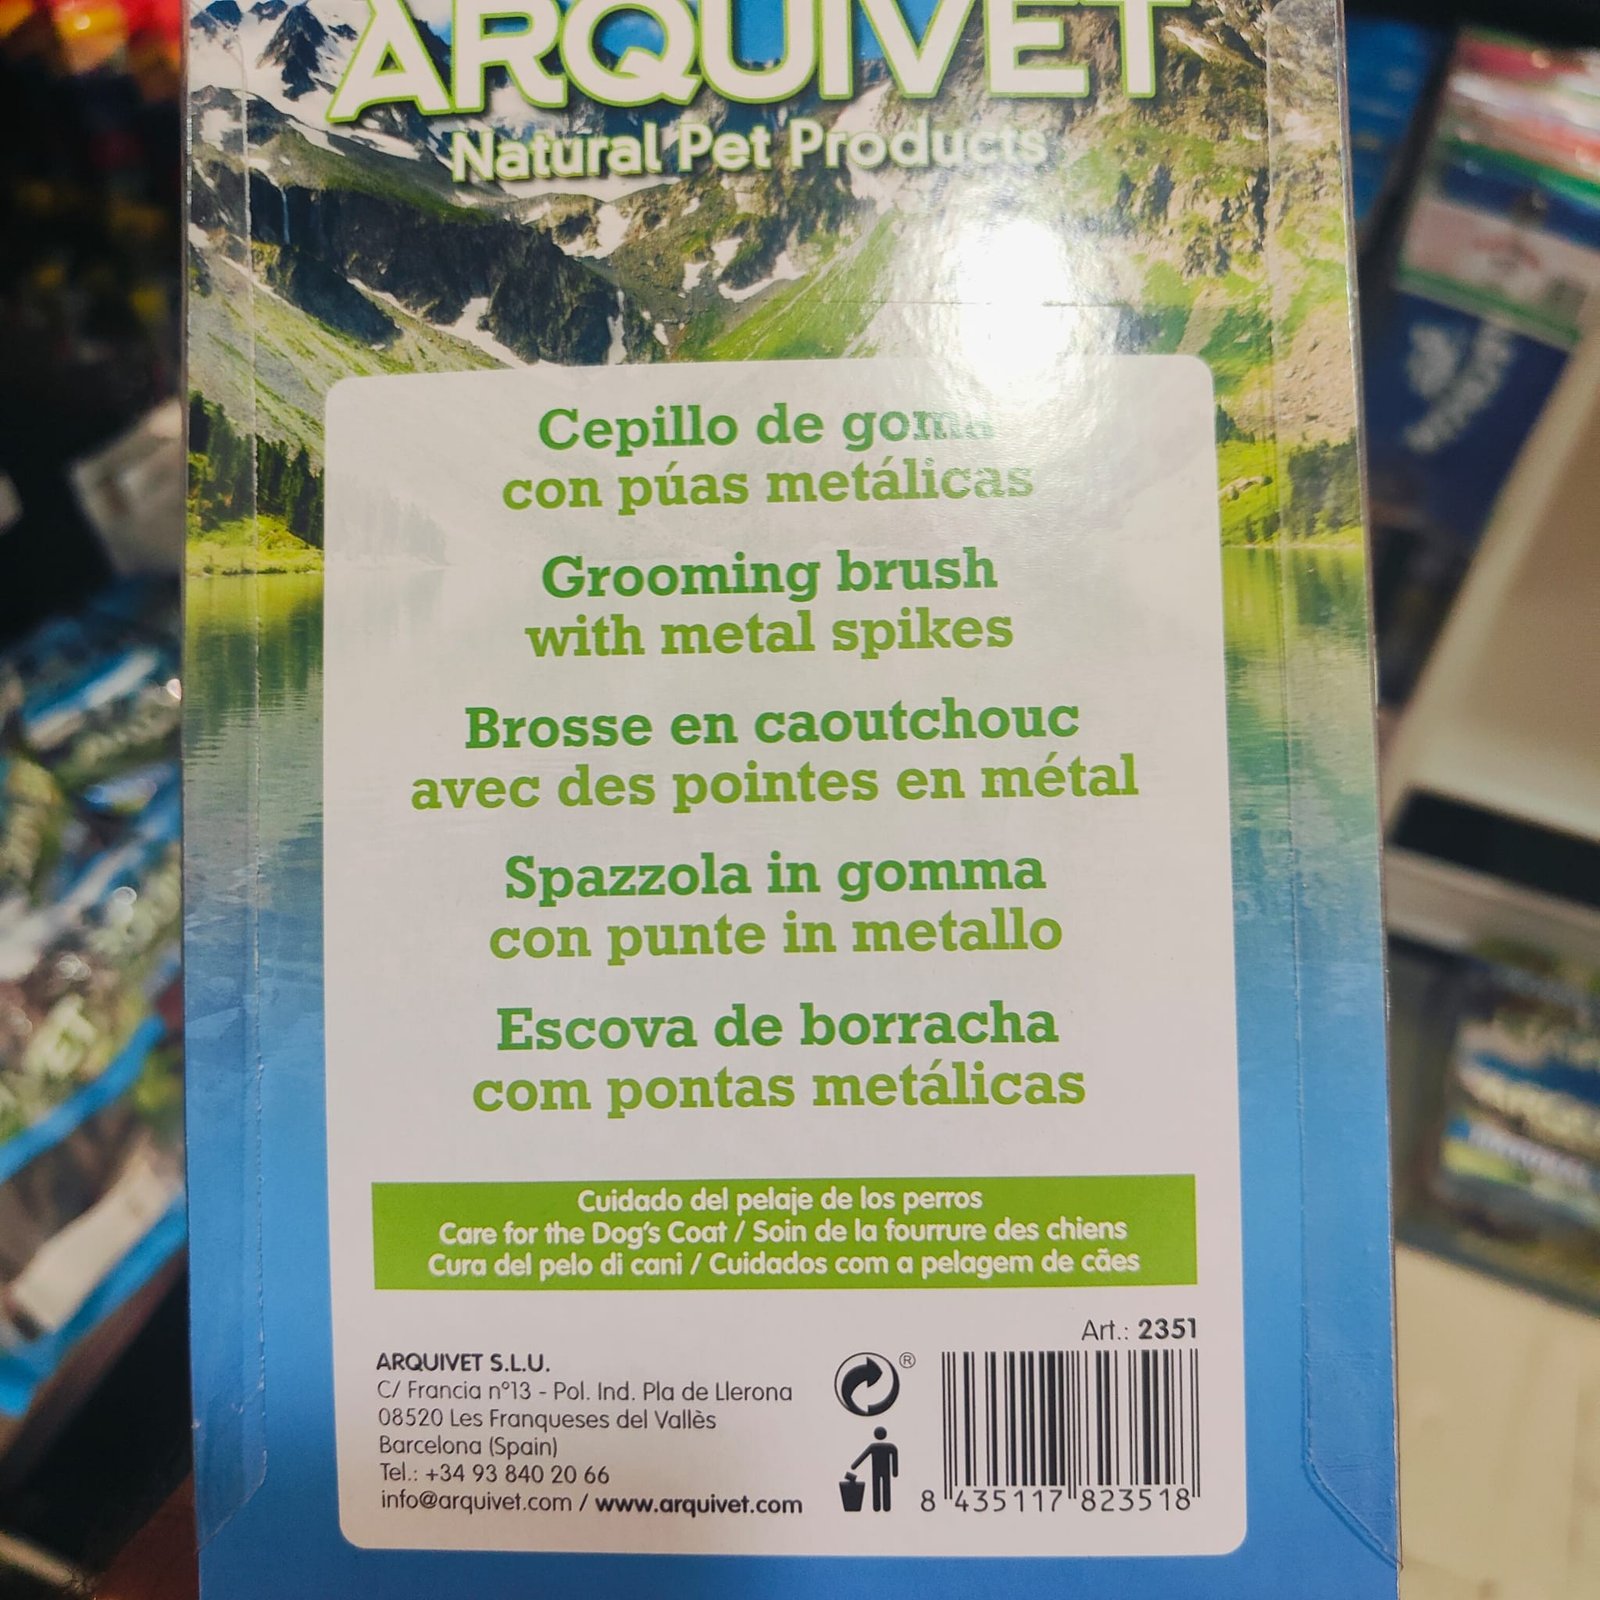 ARQUIVET
Natural Pet Products
Cepillo de goma
con púas metálicas
Grooming brush
with metal spikes
Brosse en caoutchouc
avec des pointes en métal
Spazzola in gomma
con punte in metallo
Escova de borracha
com pontas metálicas
Cuidado del pelaje de los perros
Care for the Dog's Coat / Soin de la fourrure des chiens
Cura del pelo di cani / Cuidados com a pelagem de cães
Art.: 2351
ARQUIVET S.L.U.
C/ Francia nº13 - Pol. Ind. Pla de Llerona
08520 Les Franqueses del Vallès
Barcelona (Spain)
Tel.: +34 93 840 20 66
info@arquivet.com / www.arquivet.com
®
8 435117 823518